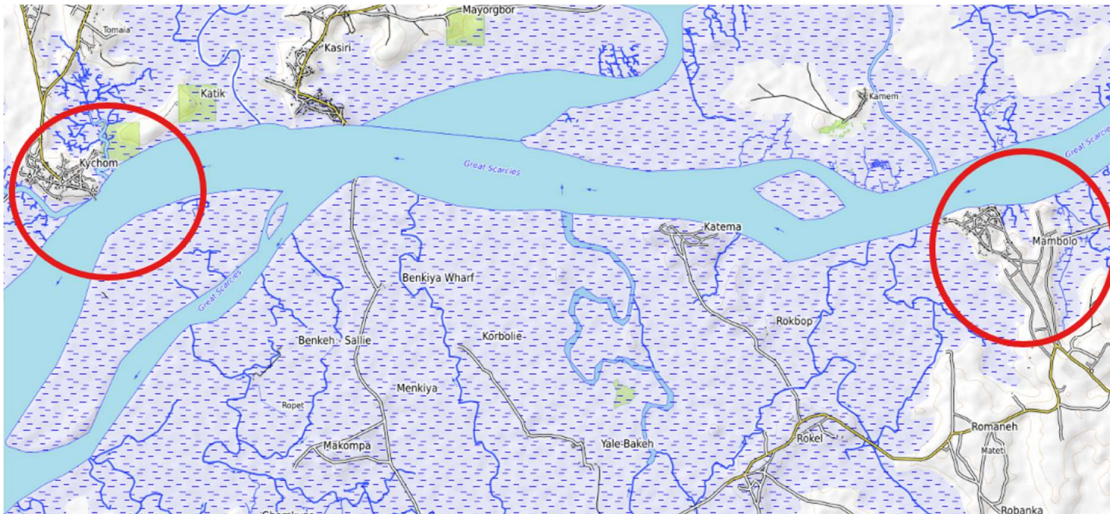 Mayorgbor
Tomaia
Kasiri
Katik
Kamem
Kychom
Great Scarcies
Great Scarcies
Katema
Mambolo
Benkiya Wharf
Great Scarcies
Rokbop
Benkeh - Sallie
Korbolie
Menkiya
Ropet
Makompa
Yale-Bakeh
Rokel
Romaneh
Mateti
Robanka